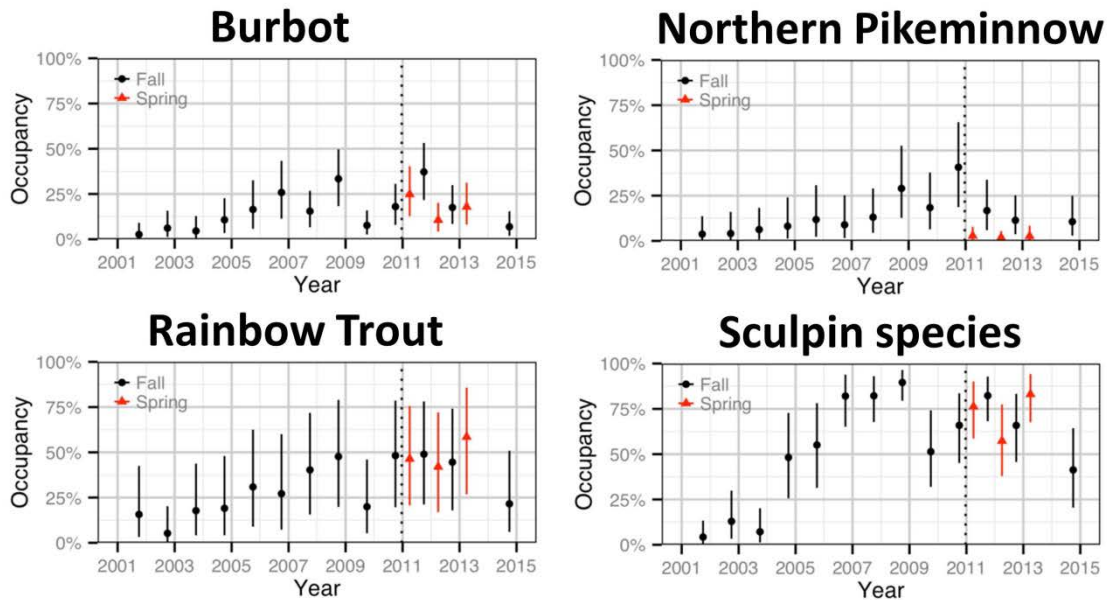 Burbot
100%
75%
50%
25%
0%
Occupancy
Fall
Spring
2001 2003 2005 2007 2009 2011 2013 2015
Year
Northern Pikeminnow
100%
75%
50%
25%
0%
Occupancy
Fall
Spring
2001 2003 2005 2007 2009 2011 2013 2015
Year
Rainbow Trout
100%
75%
50%
25%
0%
Occupancy
Fall
Spring
2001 2003 2005 2007 2009 2011 2013 2015
Year
Sculpin species
100%
75%
50%
25%
0%
Occupancy
Fall
Spring
2001 2003 2005 2007 2009 2011 2013 2015
Year